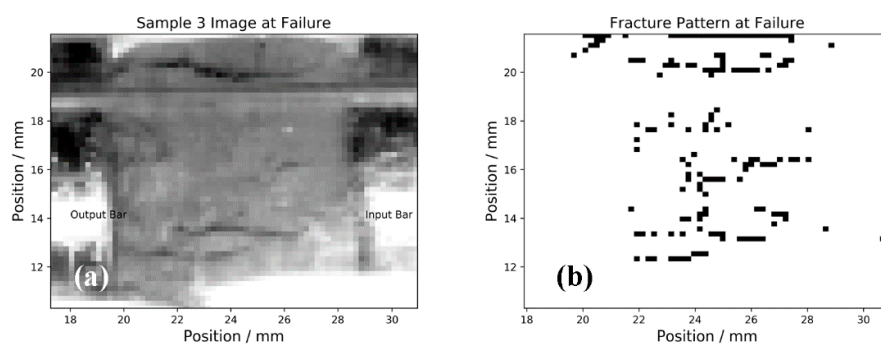 Sample 3 Image at Failure
Position / mm
20
18
16
14
12
Output Bar
Input Bar
(a)
18 20 22 24 26 28 30
Position / mm
Fracture Pattern at Failure
Position / mm
20
18
16
14
12
(b)
18 20 22 24 26 28 30
Position / mm